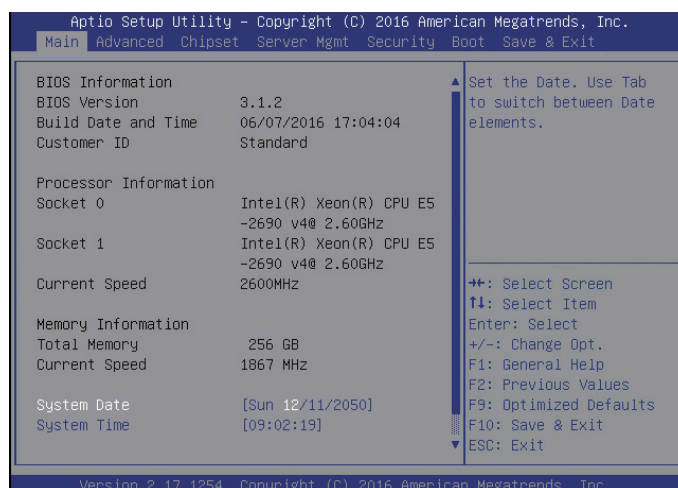 Aptio Setup Utility – Copyright (C) 2016 American Megatrends, Inc.
Main Advanced Chipset Server Mgmt Security Boot Save & Exit
BIOS Information
BIOS Version 3.1.2
Build Date and Time 06/07/2016 17:04:04
Customer ID Standard
Processor Information
Socket 0 Intel(R) Xeon(R) CPU E5
-2690 v4@ 2.60GHz
Socket 1 Intel(R) Xeon(R) CPU E5
-2690 v4@ 2.60GHz
Current Speed 2600MHz
Memory Information
Total Memory 256 GB
Current Speed 1867 MHz
System Date [Sun 12/11/2050]
System Time [09:02:19]
Set the Date. Use Tab
to switch between Date
elements.
→←: Select Screen
↑↓: Select Item
Enter: Select
+/-: Change Opt.
F1: General Help
F2: Previous Values
F9: Optimized Defaults
F10: Save & Exit
ESC: Exit
Version 2.17.1254. Copyright (C) 2016 American Megatrends, Inc.